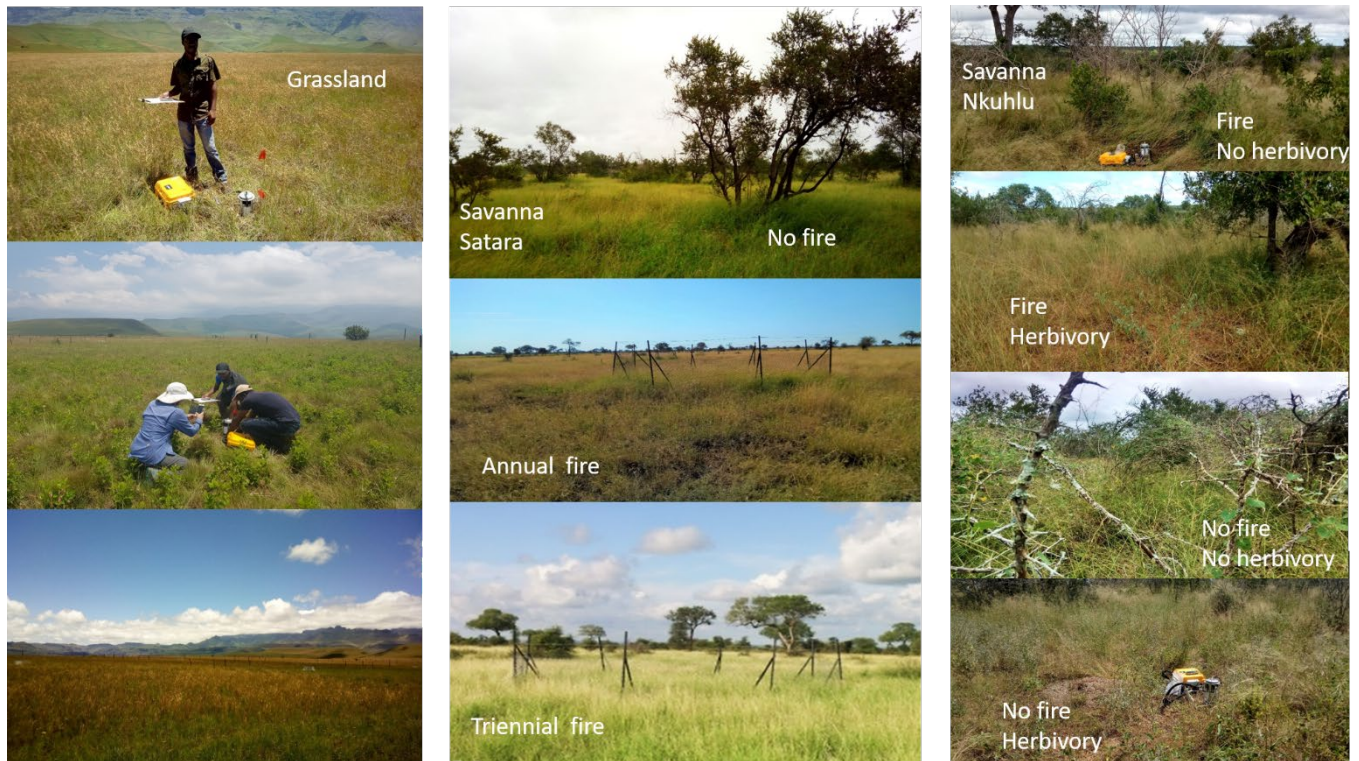 Grassland
Savanna
Satara
No fire
Annual  fire
Triennial  fire
Savanna
Nkuhlu
Fire
No herbivory
Fire
Herbivory
No fire
No herbivory
No fire
Herbivory